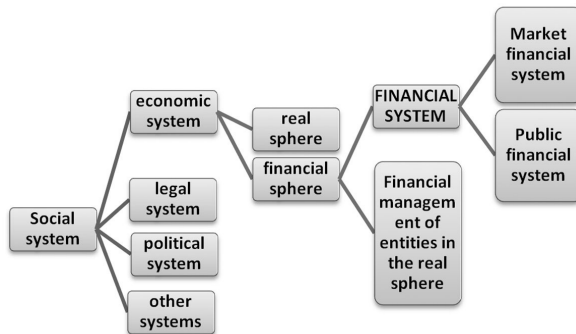 Social
system
economic
system
legal
system
political
system
other
systems
real
sphere
financial
sphere
FINANCIAL
SYSTEM
Financial
managem
ent of
entities in
the real
sphere
Market
financial
system
Public
financial
system